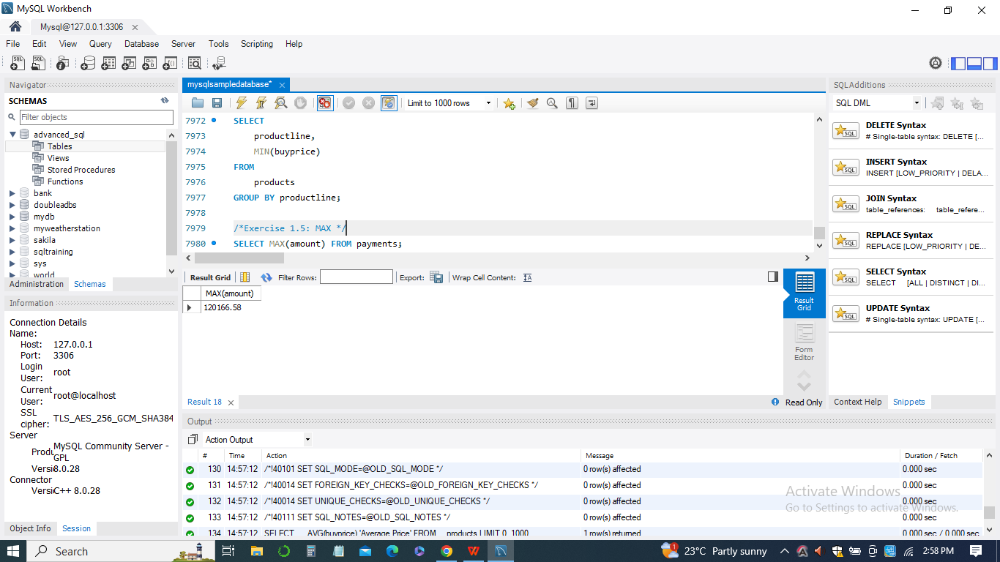 MySQL Workbench
Mysql@127.0.0.1:3306
File Edit View Query Database Server Tools Scripting Help
Navigator
SCHEMAS
Filter objects
advanced_sql
Tables
Views
Stored Procedures
Functions
bank
doubleadbs
mydb
myweatherstation
sakila
sqltraining
sys
world
Administration Schemas
Information
Connection Details
Name:
Host: 127.0.0.1
Port: 3306
Login User: root
Current User: root@localhost
SSL cipher: TLS_AES_256_GCM_SHA384
Server
Produ MySQL Community Server - GPL
Versi 8.0.28
Connector
Versi C++ 8.0.28
Object Info Session
mysqlsampledatabase*
Limit to 1000 rows
7972 SELECT
7973 productline,
7974 MIN(buyprice)
7975 FROM
7976 products
7977 GROUP BY productline;
7978
7979 /*Exercise 1.5: MAX */
7980 SELECT MAX(amount) FROM payments;
Result Grid Filter Rows: Export: Wrap Cell Content:
MAX(amount)
120166.58
Result Grid
Form Editor
Result 18 Read Only
Output
Action Output
# Time Action Message Duration / Fetch
130 14:57:12 /*!40101 SET SQL_MODE=@OLD_SQL_MODE */ 0 row(s) affected 0.000 sec
131 14:57:12 /*!40014 SET FOREIGN_KEY_CHECKS=@OLD_FOREIGN_KEY_CHECKS */ 0 row(s) affected 0.000 sec
132 14:57:12 /*!40014 SET UNIQUE_CHECKS=@OLD_UNIQUE_CHECKS */ 0 row(s) affected 0.000 sec
133 14:57:12 /*!40111 SET SQL_NOTES=@OLD_SQL_NOTES */ 0 row(s) affected 0.000 sec
134 14:57:12 SELECT AVG(buyprice) 'Average Price' FROM products LIMIT 0, 1000 1 row(s) returned 0.000 sec / 0.000 sec
SQLAdditions
SQL DML
DELETE Syntax
# Single-table syntax: DELETE [...
INSERT Syntax
INSERT [LOW_PRIORITY | DELA...
JOIN Syntax
table_references: table_refere...
REPLACE Syntax
REPLACE [LOW_PRIORITY | DE...
SELECT Syntax
SELECT [ALL | DISTINCT | DI...
UPDATE Syntax
# Single-table syntax: UPDATE [...
Context Help Snippets
Activate Windows
Go to Settings to activate Windows.
Search
23°C Partly sunny
2:58 PM